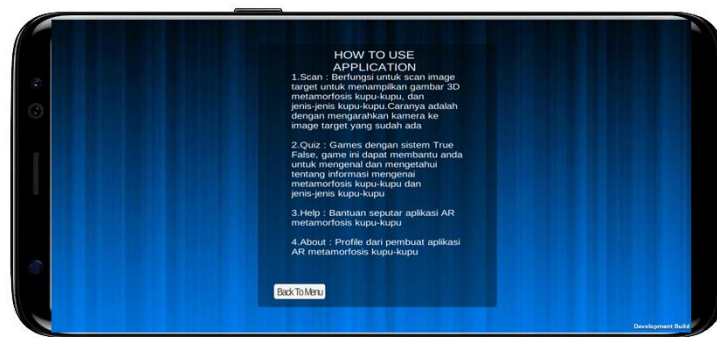 HOW TO USE
APPLICATION
1.Scan : Berfungsi untuk scan image
target untuk menampilkan gambar 3D
metamorfosis kupu-kupu, dan
jenis-jenis kupu-kupu.Caranya adalah
dengan mengarahkan kamera ke
image target yang sudah ada
2.Quiz : Games dengan sistem True
False, game ini dapat membantu anda
untuk mengenal dan mengetahui
tentang informasi mengenai
metamorfosis kupu-kupu dan
jenis-jenis kupu-kupu
3.Help : Bantuan seputar aplikasi AR
metamorfosis kupu-kupu
4.About : Profile dari pembuat aplikasi
AR metamorfosis kupu-kupu
Back To Menu
Development Build